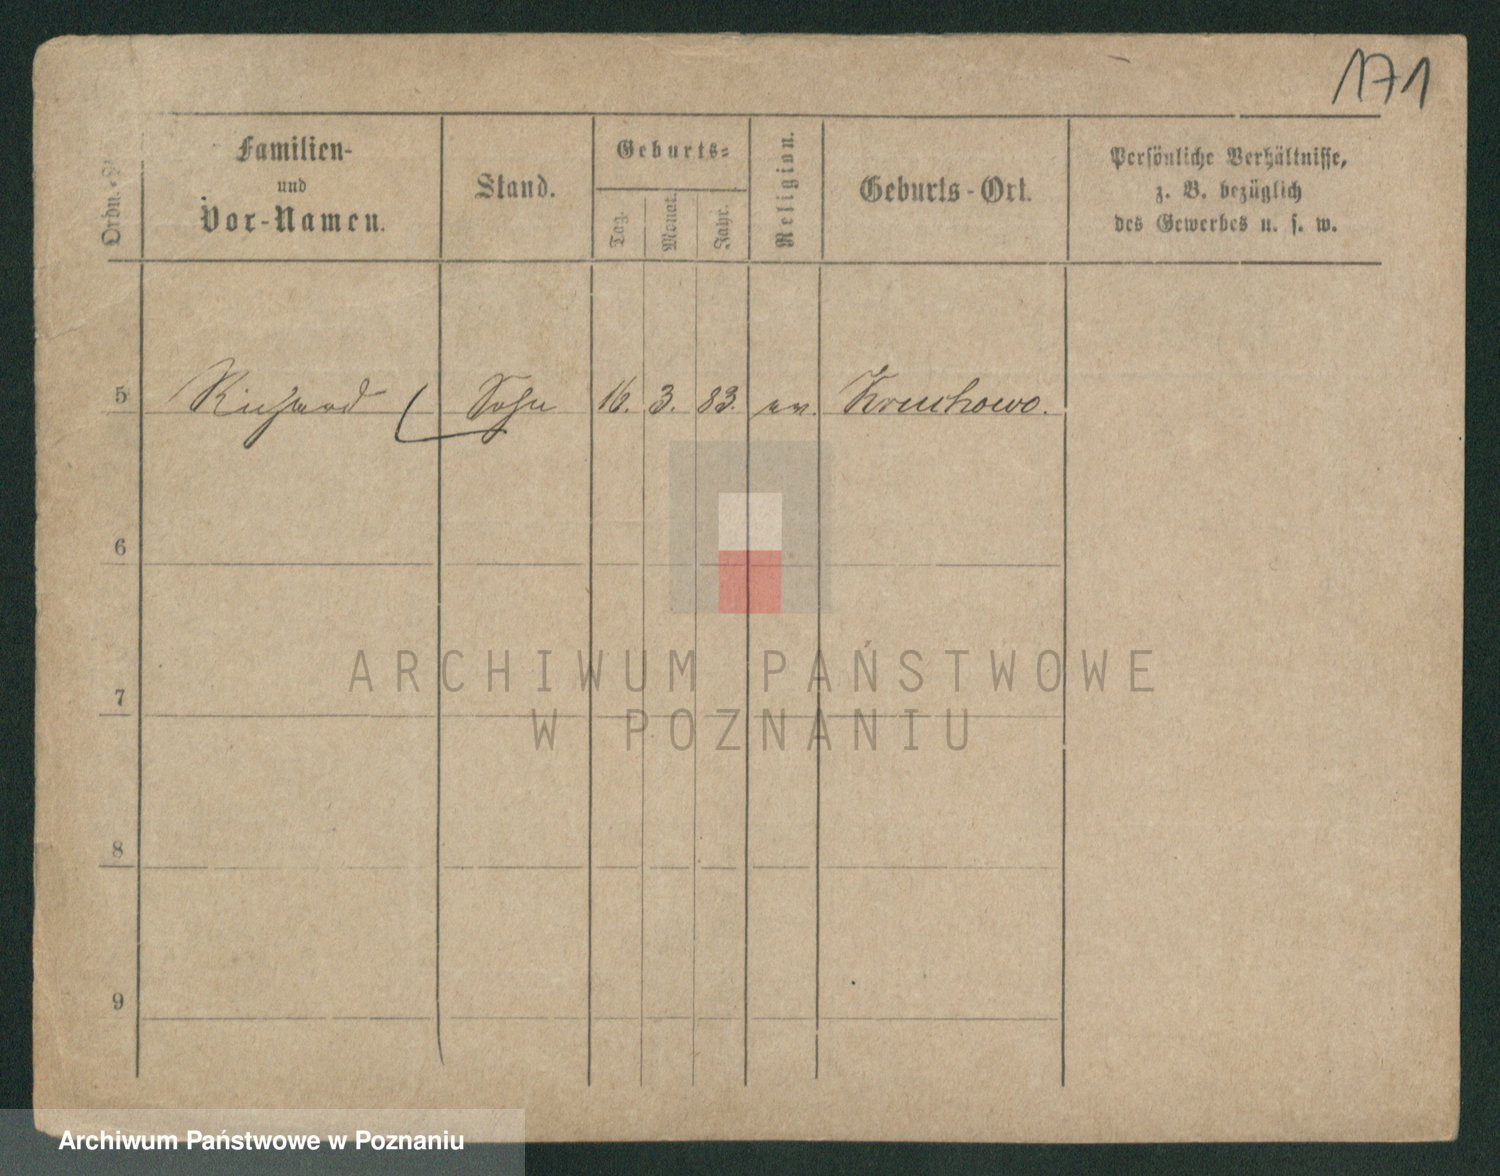 171
Ordn.-Nr.
Familien-
und
Vor-Namen.
Stand.
Geburts-
Tag.
Monat.
Jahr.
Religion.
Geburts-Ort.
Persönliche Verhältnisse,
z. B. bezüglich
des Gewerbes u. s. w.
5 Richard Sohn 16. 3. 83. ev. Kruchowo.
6
7
8
9
ARCHIWUM PAŃSTWOWE
W POZNANIU
Archiwum Państwowe w Poznaniu